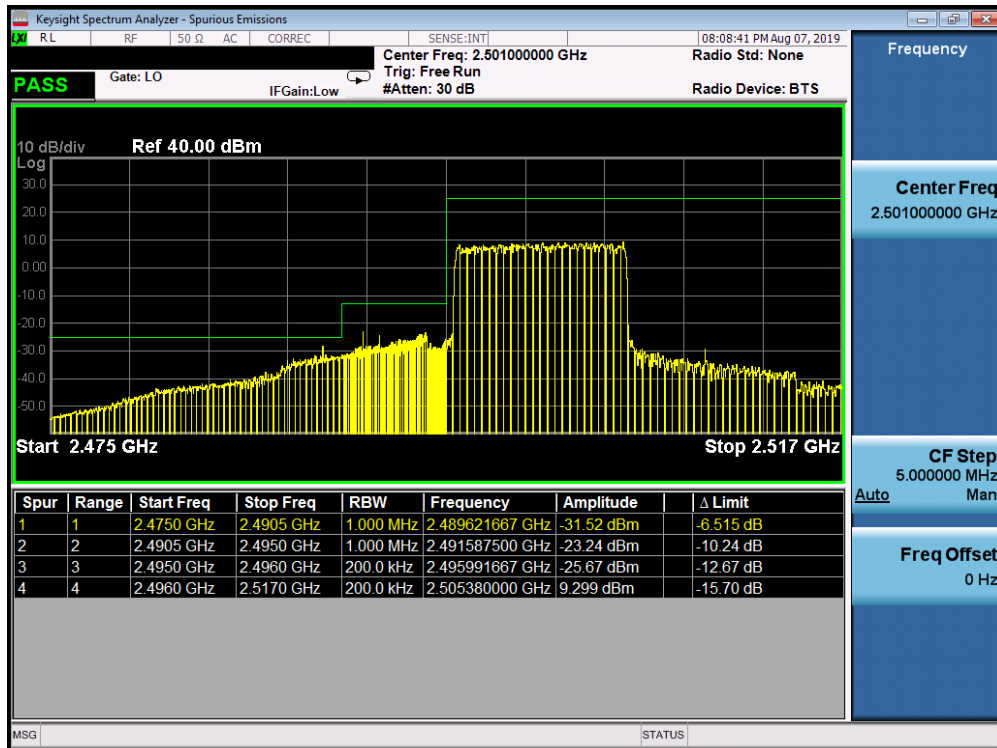 Keysight Spectrum Analyzer - Spurious Emissions
LXI RL RF 50 Ω AC CORREC SENSE:INT 08:08:41 PM Aug 07, 2019
Center Freq: 2.501000000 GHz Radio Std: None
Gate: LO Trig: Free Run
PASS IFGain:Low #Atten: 30 dB Radio Device: BTS
10 dB/div Ref 40.00 dBm
Log
30.0
20.0
10.0
0.00
-10.0
-20.0
-30.0
-40.0
-50.0
Start 2.475 GHz Stop 2.517 GHz
Spur Range Start Freq Stop Freq RBW Frequency Amplitude Δ Limit
1 1 2.4750 GHz 2.4905 GHz 1.000 MHz 2.489621667 GHz -31.52 dBm -6.515 dB
2 2 2.4905 GHz 2.4950 GHz 1.000 MHz 2.491587500 GHz -23.24 dBm -10.24 dB
3 3 2.4950 GHz 2.4960 GHz 200.0 kHz 2.495991667 GHz -25.67 dBm -12.67 dB
4 4 2.4960 GHz 2.5170 GHz 200.0 kHz 2.505380000 GHz 9.299 dBm -15.70 dB
MSG STATUS
Frequency
Center Freq
2.501000000 GHz
CF Step
5.000000 MHz
Auto Man
Freq Offset
0 Hz